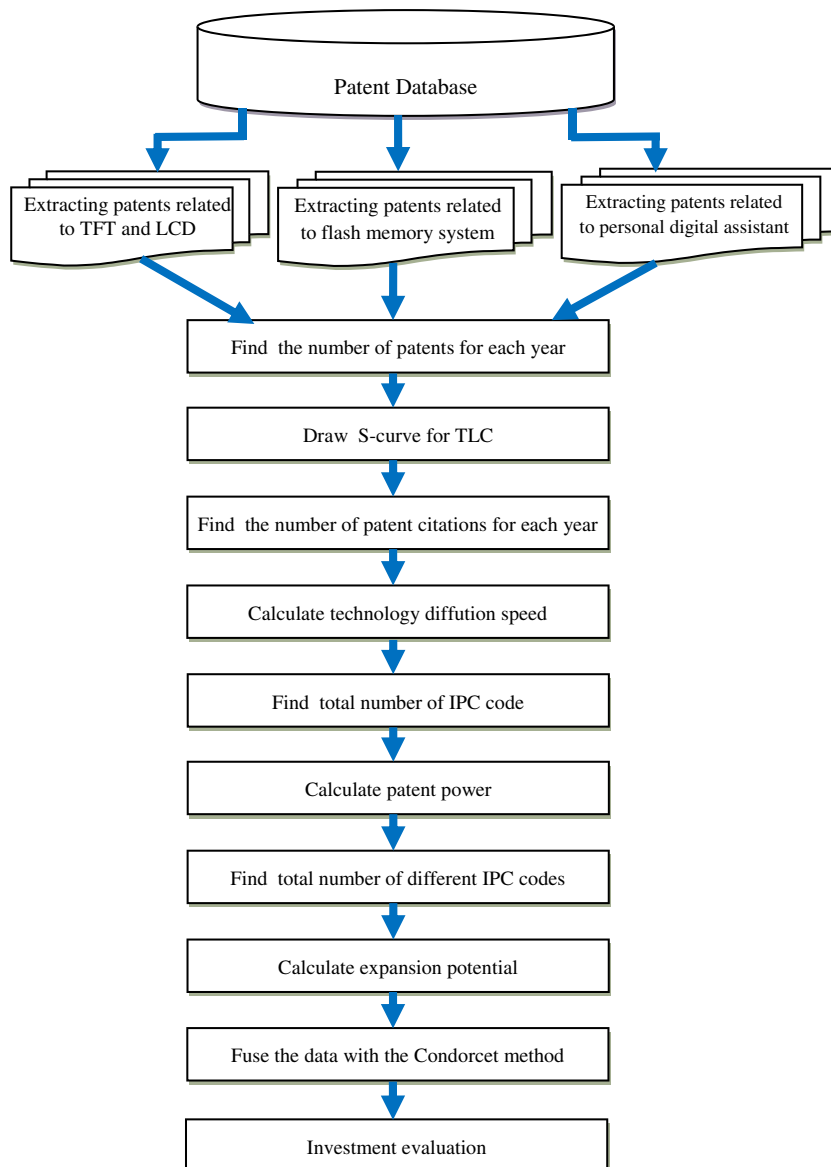 Patent Database
Extracting patents related
to TFT and LCD
Extracting patents related
to flash memory system
Extracting patents related
to personal digital assistant
Find the number of patents for each year
Draw S-curve for TLC
Find the number of patent citations for each year
Calculate technology diffution speed
Find total number of IPC code
Calculate patent power
Find total number of different IPC codes
Calculate expansion potential
Fuse the data with the Condorcet method
Investment evaluation